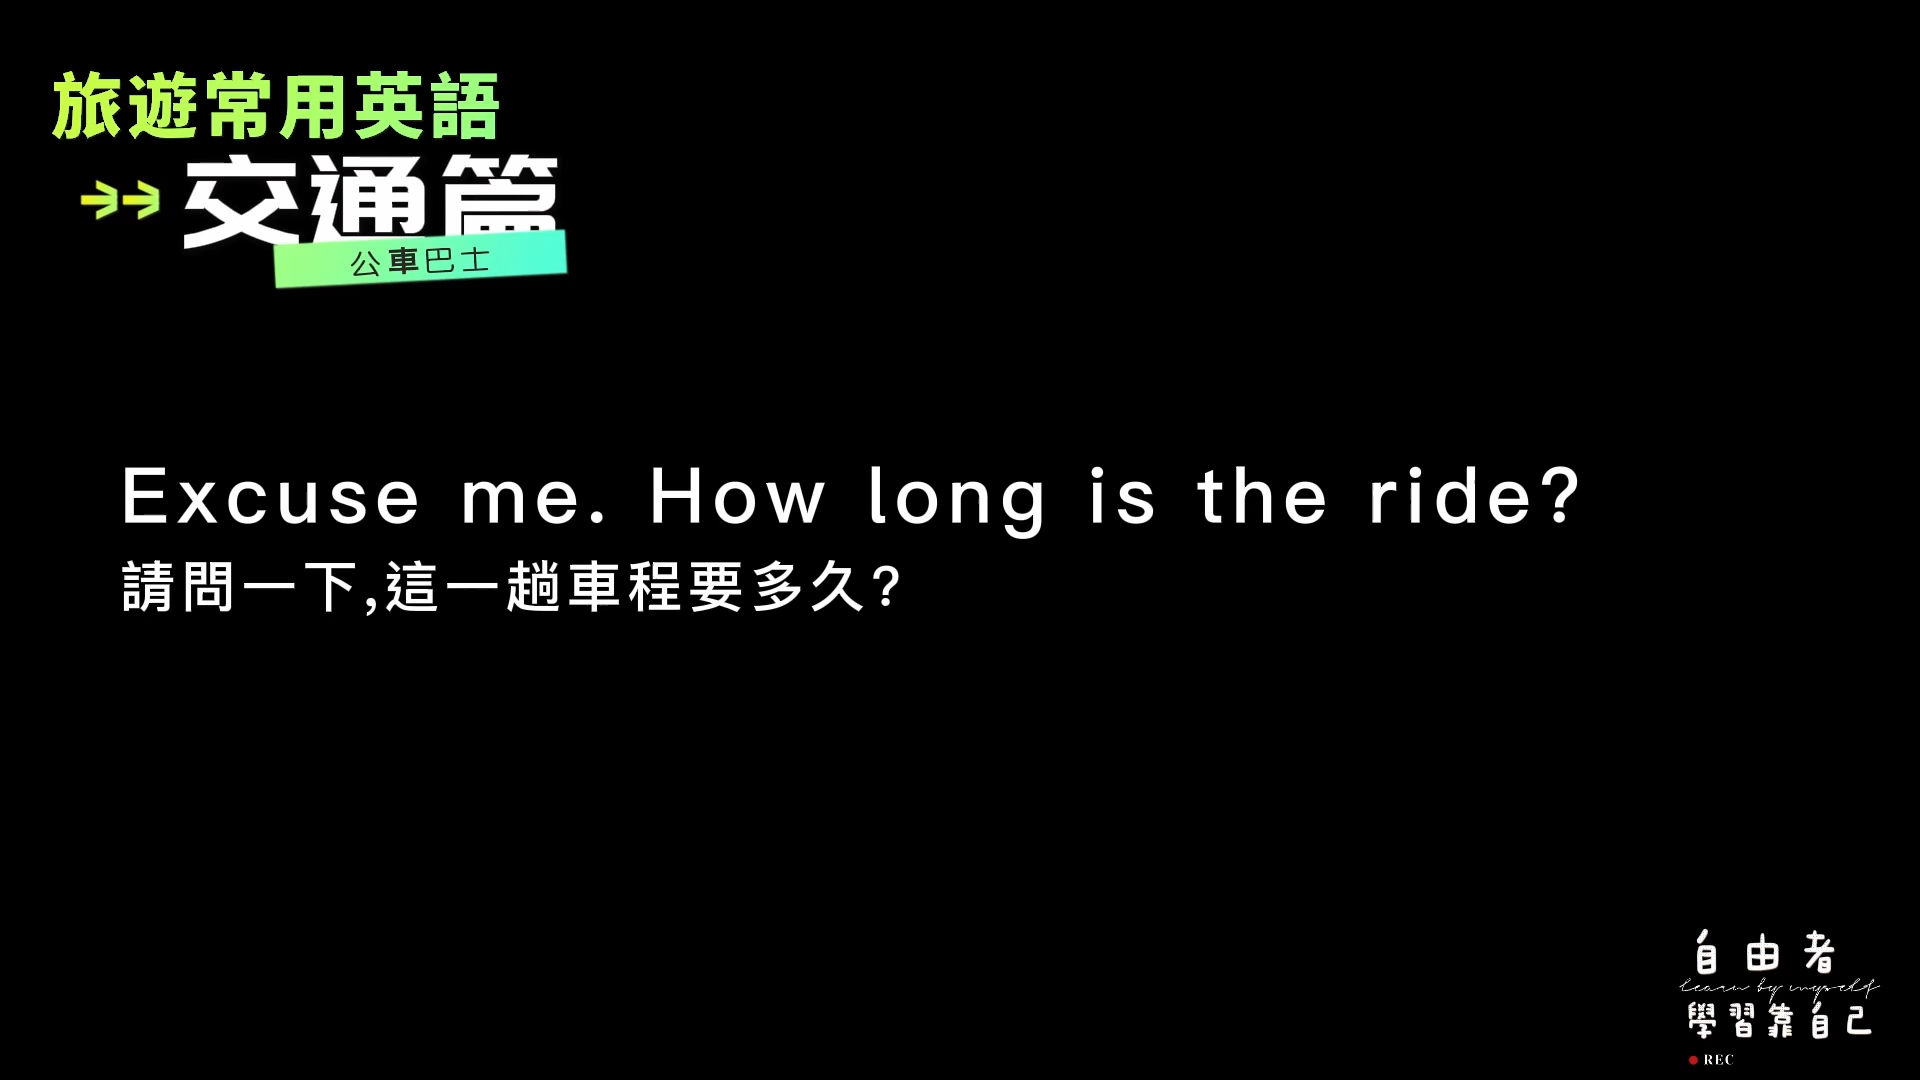 旅遊常用英語
交通篇
公車巴士
Excuse me. How long is the ride?
請問一下,這一趟車程要多久?
自由者
learn by myself
學習靠自己
REC